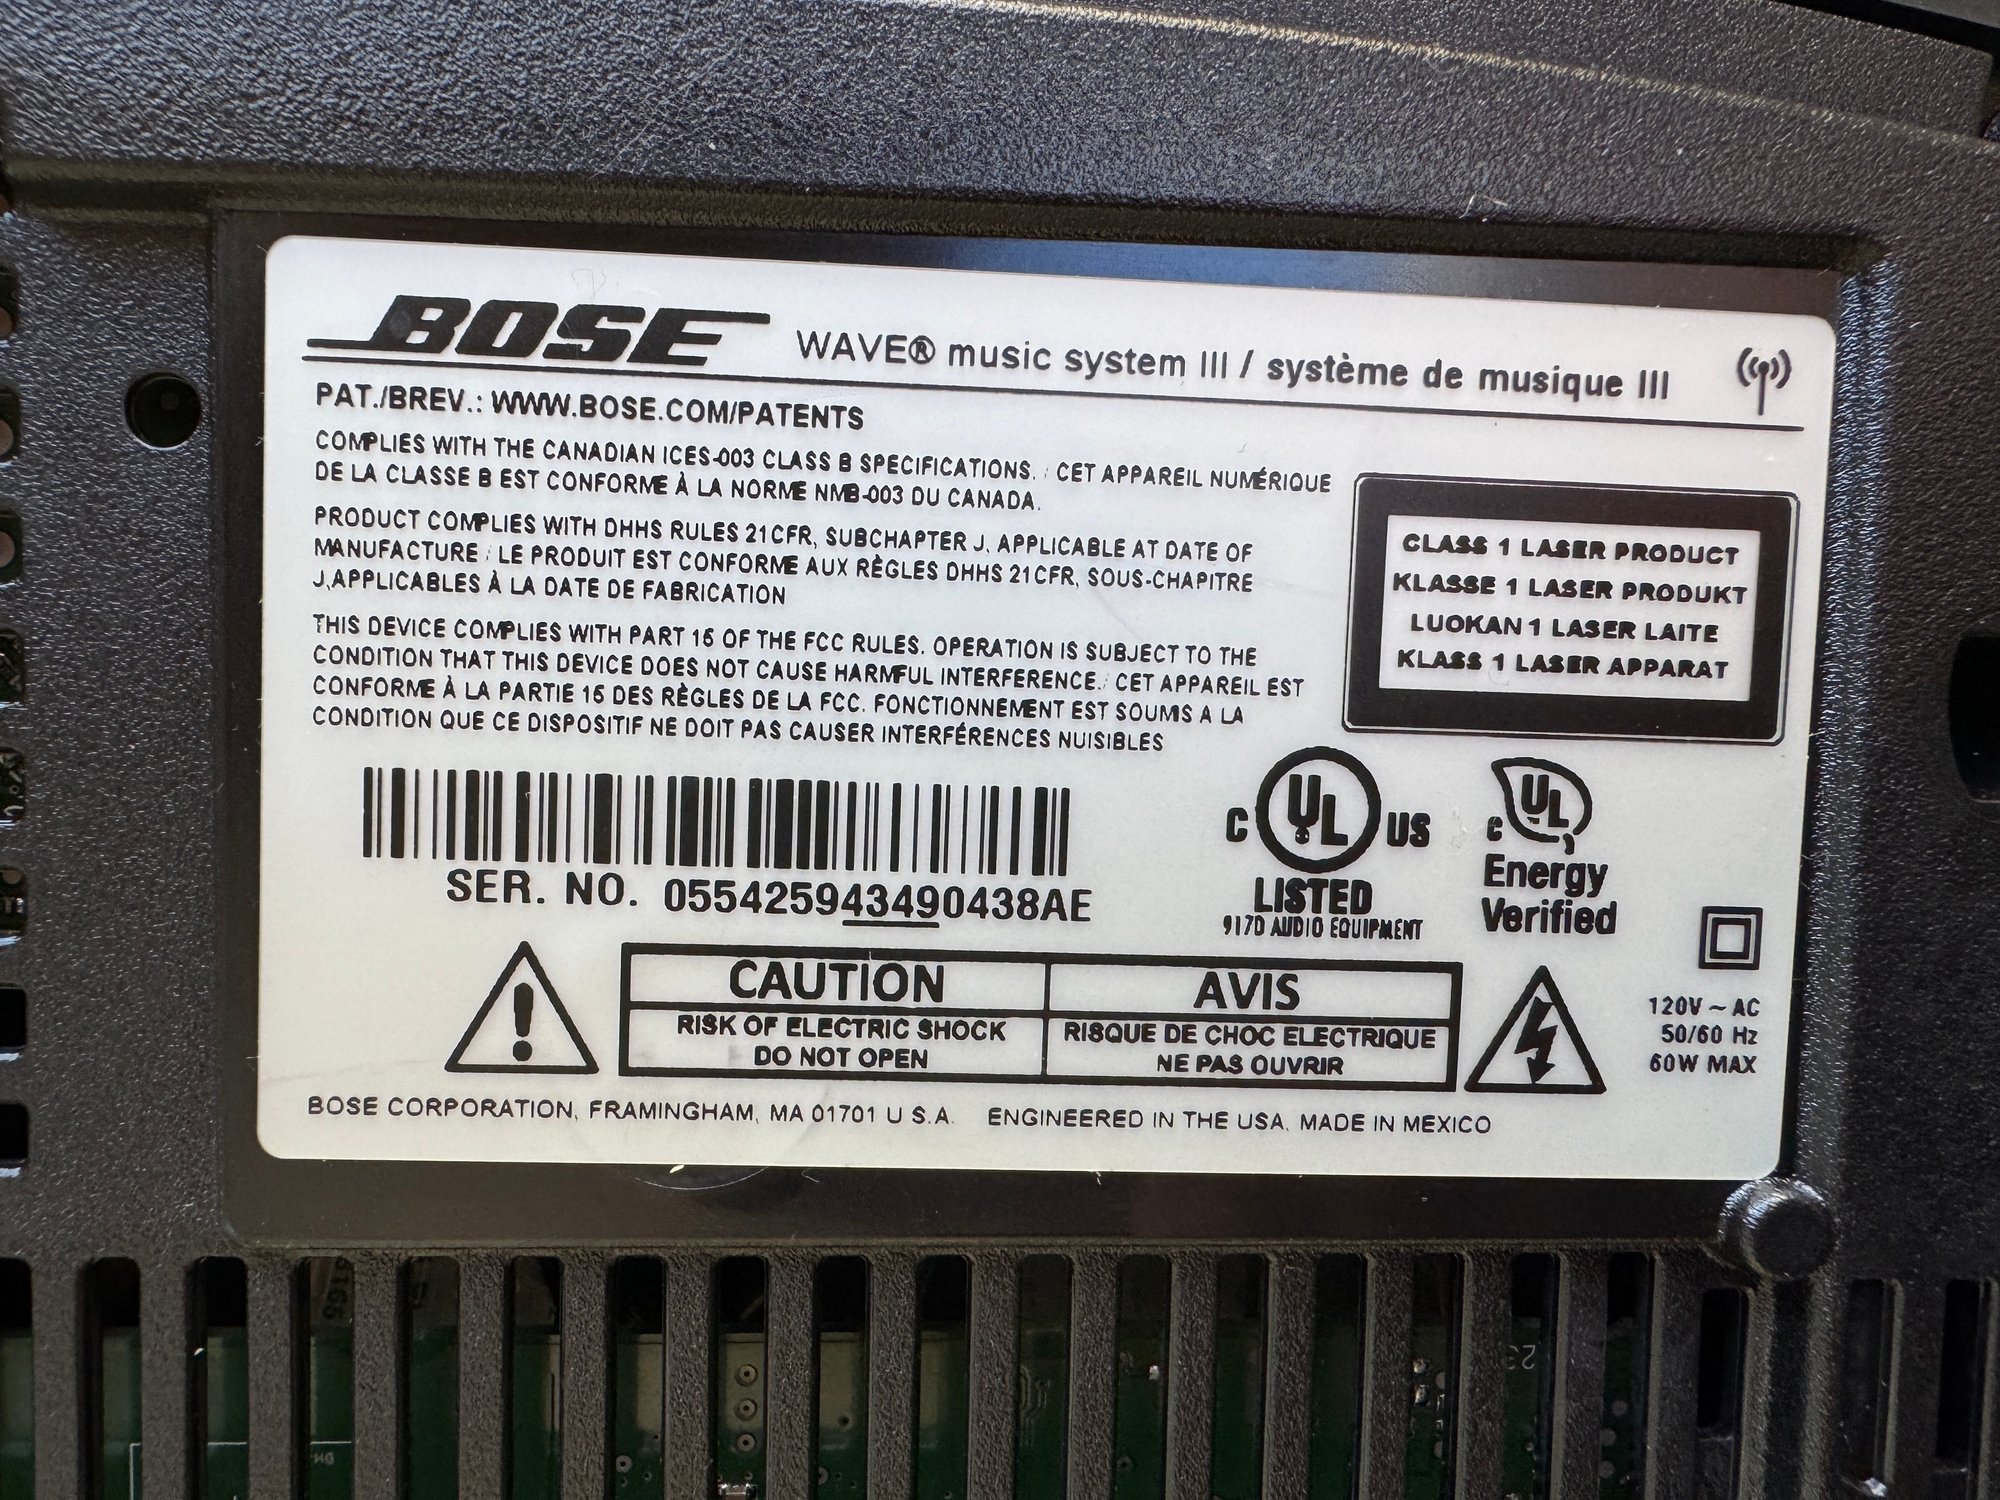 BOSE WAVE® music system III / système de musique III
PAT./BREV.: WWW.BOSE.COM/PATENTS
COMPLIES WITH THE CANADIAN ICES-003 CLASS B SPECIFICATIONS. / CET APPAREIL NUMÉRIQUE
DE LA CLASSE B EST CONFORME À LA NORME NMB-003 DU CANADA.
PRODUCT COMPLIES WITH DHHS RULES 21CFR, SUBCHAPTER J, APPLICABLE AT DATE OF
MANUFACTURE / LE PRODUIT EST CONFORME AUX RÈGLES DHHS 21CFR, SOUS-CHAPITRE
J,APPLICABLES À LA DATE DE FABRICATION
THIS DEVICE COMPLIES WITH PART 15 OF THE FCC RULES. OPERATION IS SUBJECT TO THE
CONDITION THAT THIS DEVICE DOES NOT CAUSE HARMFUL INTERFERENCE./ CET APPAREIL EST
CONFORME À LA PARTIE 15 DES RÈGLES DE LA FCC. FONCTIONNEMENT EST SOUMIS A LA
CONDITION QUE CE DISPOSITIF NE DOIT PAS CAUSER INTERFÉRENCES NUISIBLES
CLASS 1 LASER PRODUCT
KLASSE 1 LASER PRODUKT
LUOKAN 1 LASER LAITE
KLASS 1 LASER APPARAT
SER. NO. 055425943490438AE
C UL US
LISTED
917D AUDIO EQUIPMENT
c UL
Energy
Verified
CAUTION
RISK OF ELECTRIC SHOCK
DO NOT OPEN
AVIS
RISQUE DE CHOC ELECTRIQUE
NE PAS OUVRIR
120V ~ AC
50/60 Hz
60W MAX
BOSE CORPORATION, FRAMINGHAM, MA 01701 U.S.A. ENGINEERED IN THE USA. MADE IN MEXICO